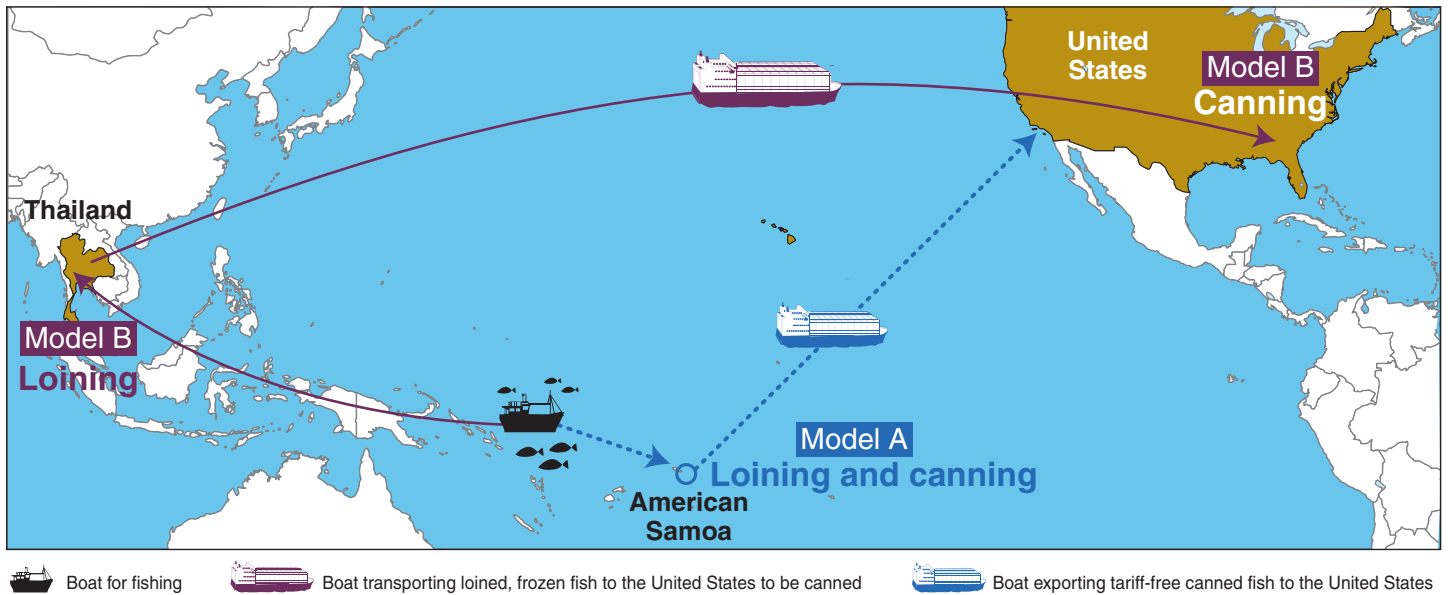 United
States
Model B
Canning
Thailand
Model B
Loining
Model A
Loining and canning
American
Samoa
Boat for fishing
Boat transporting loined, frozen fish to the United States to be canned
Boat exporting tariff-free canned fish to the United States